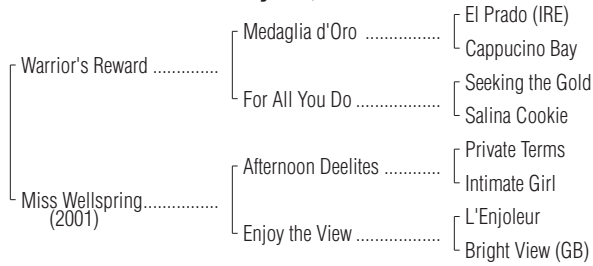 El Prado (IRE)
Medaglia d'Oro ................
Cappucino Bay
Warrior's Reward ..............
Seeking the Gold
For All You Do ..................
Salina Cookie
Private Terms
Afternoon Deelites ............
Intimate Girl
Miss Wellspring................
(2001)
L'Enjoleur
Enjoy the View ..................
Bright View (GB)